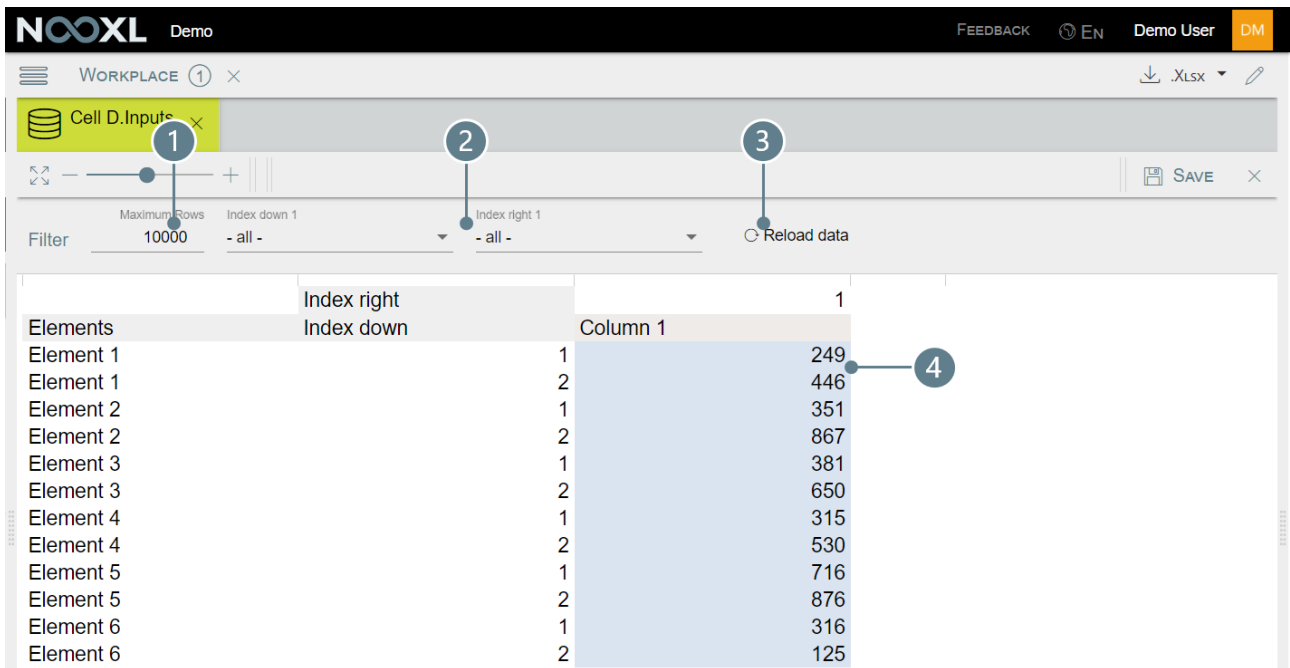 NOOXL Demo FEEDBACK EN Demo User DM
WORKPLACE 1 .XLSX
Cell D.Inputs
1 2 3
SAVE
Maximum Rows Index down 1 Index right 1
Filter 10000 - all - - all - Reload data
Index right 1
Elements Index down Column 1
Element 1 1 249
4
Element 1 2 446
Element 2 1 351
Element 2 2 867
Element 3 1 381
Element 3 2 650
Element 4 1 315
Element 4 2 530
Element 5 1 716
Element 5 2 876
Element 6 1 316
Element 6 2 125